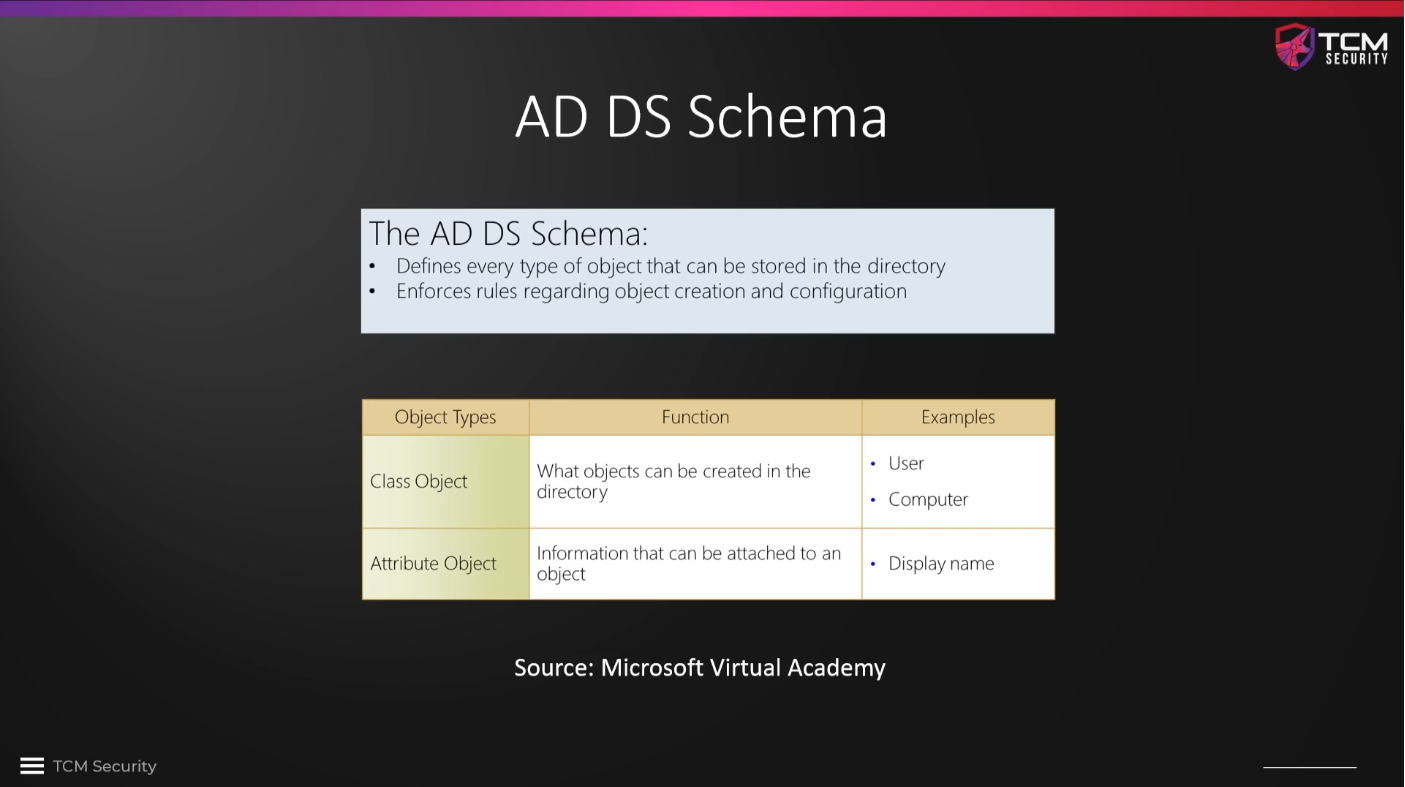 TCM
SECURITY
AD DS Schema
The AD DS Schema:
• Defines every type of object that can be stored in the directory
• Enforces rules regarding object creation and configuration
Object Types Function Examples
Class Object
What objects can be created in the
directory
• User
• Computer
Attribute Object
Information that can be attached to an
object
• Display name
Source: Microsoft Virtual Academy
TCM Security